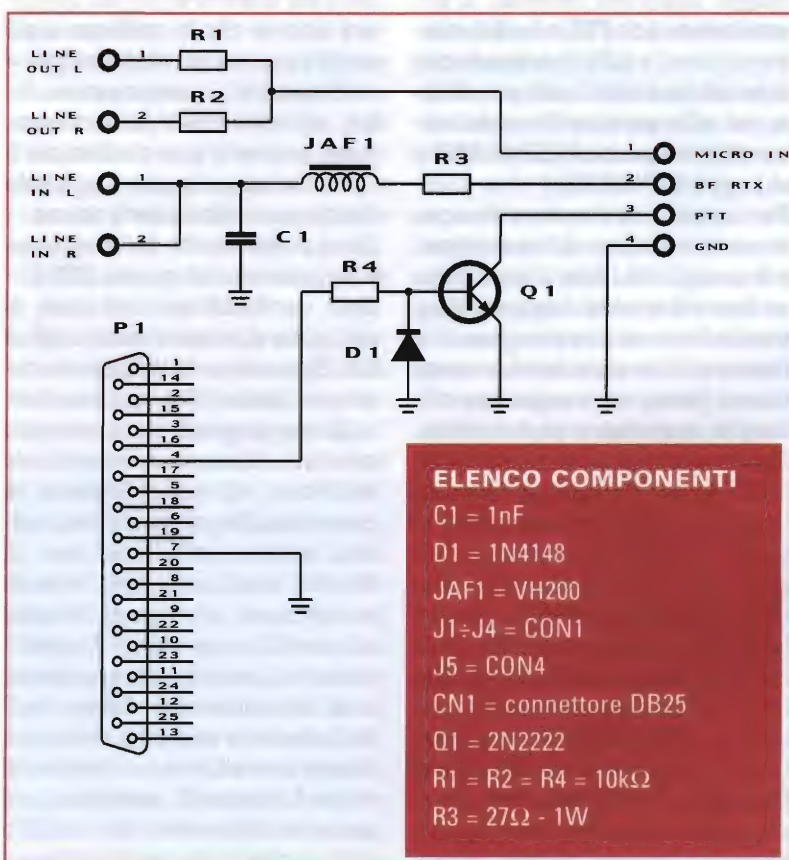 R1
LINE
OUT L
1
R2
LINE
OUT R
2
JAF1
R3
1
MICRO IN
LINE
IN L
1
2
BF RTX
3
PTT
LINE
IN R
2
C1
4
GND
R4
Q1
P1
D1
1
14
2
15
3
16
4
17
5
18
6
19
7
20
8
21
9
22
10
23
11
24
12
25
13
ELENCO COMPONENTI
C1 = 1nF
D1 = 1N4148
JAF1 = VH200
J1÷J4 = CON1
J5 = CON4
CN1 = connettore DB25
Q1 = 2N2222
R1 = R2 = R4 = 10kΩ
R3 = 27Ω - 1W